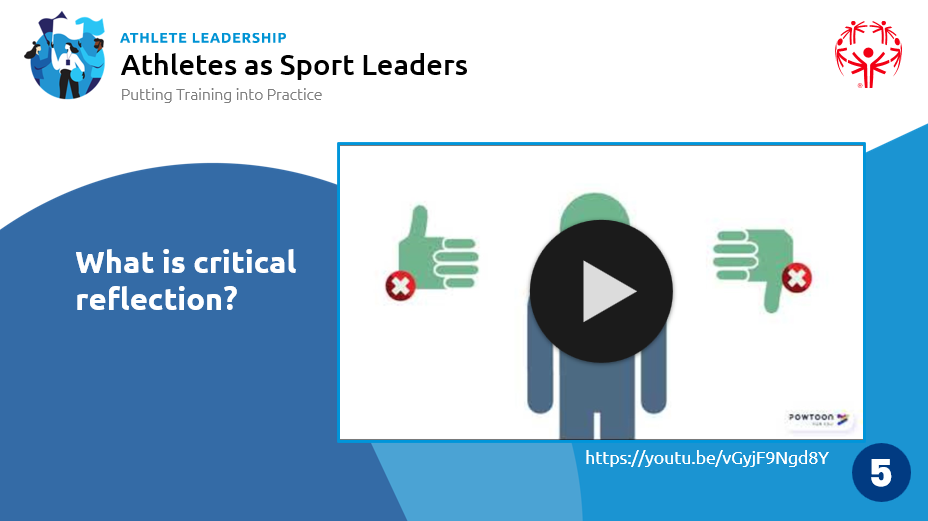 ATHLETE LEADERSHIP
Athletes as Sport Leaders
Putting Training into Practice
What is critical
reflection?
POWTOON
https://youtu.be/vGyjF9Ngd8Y
5